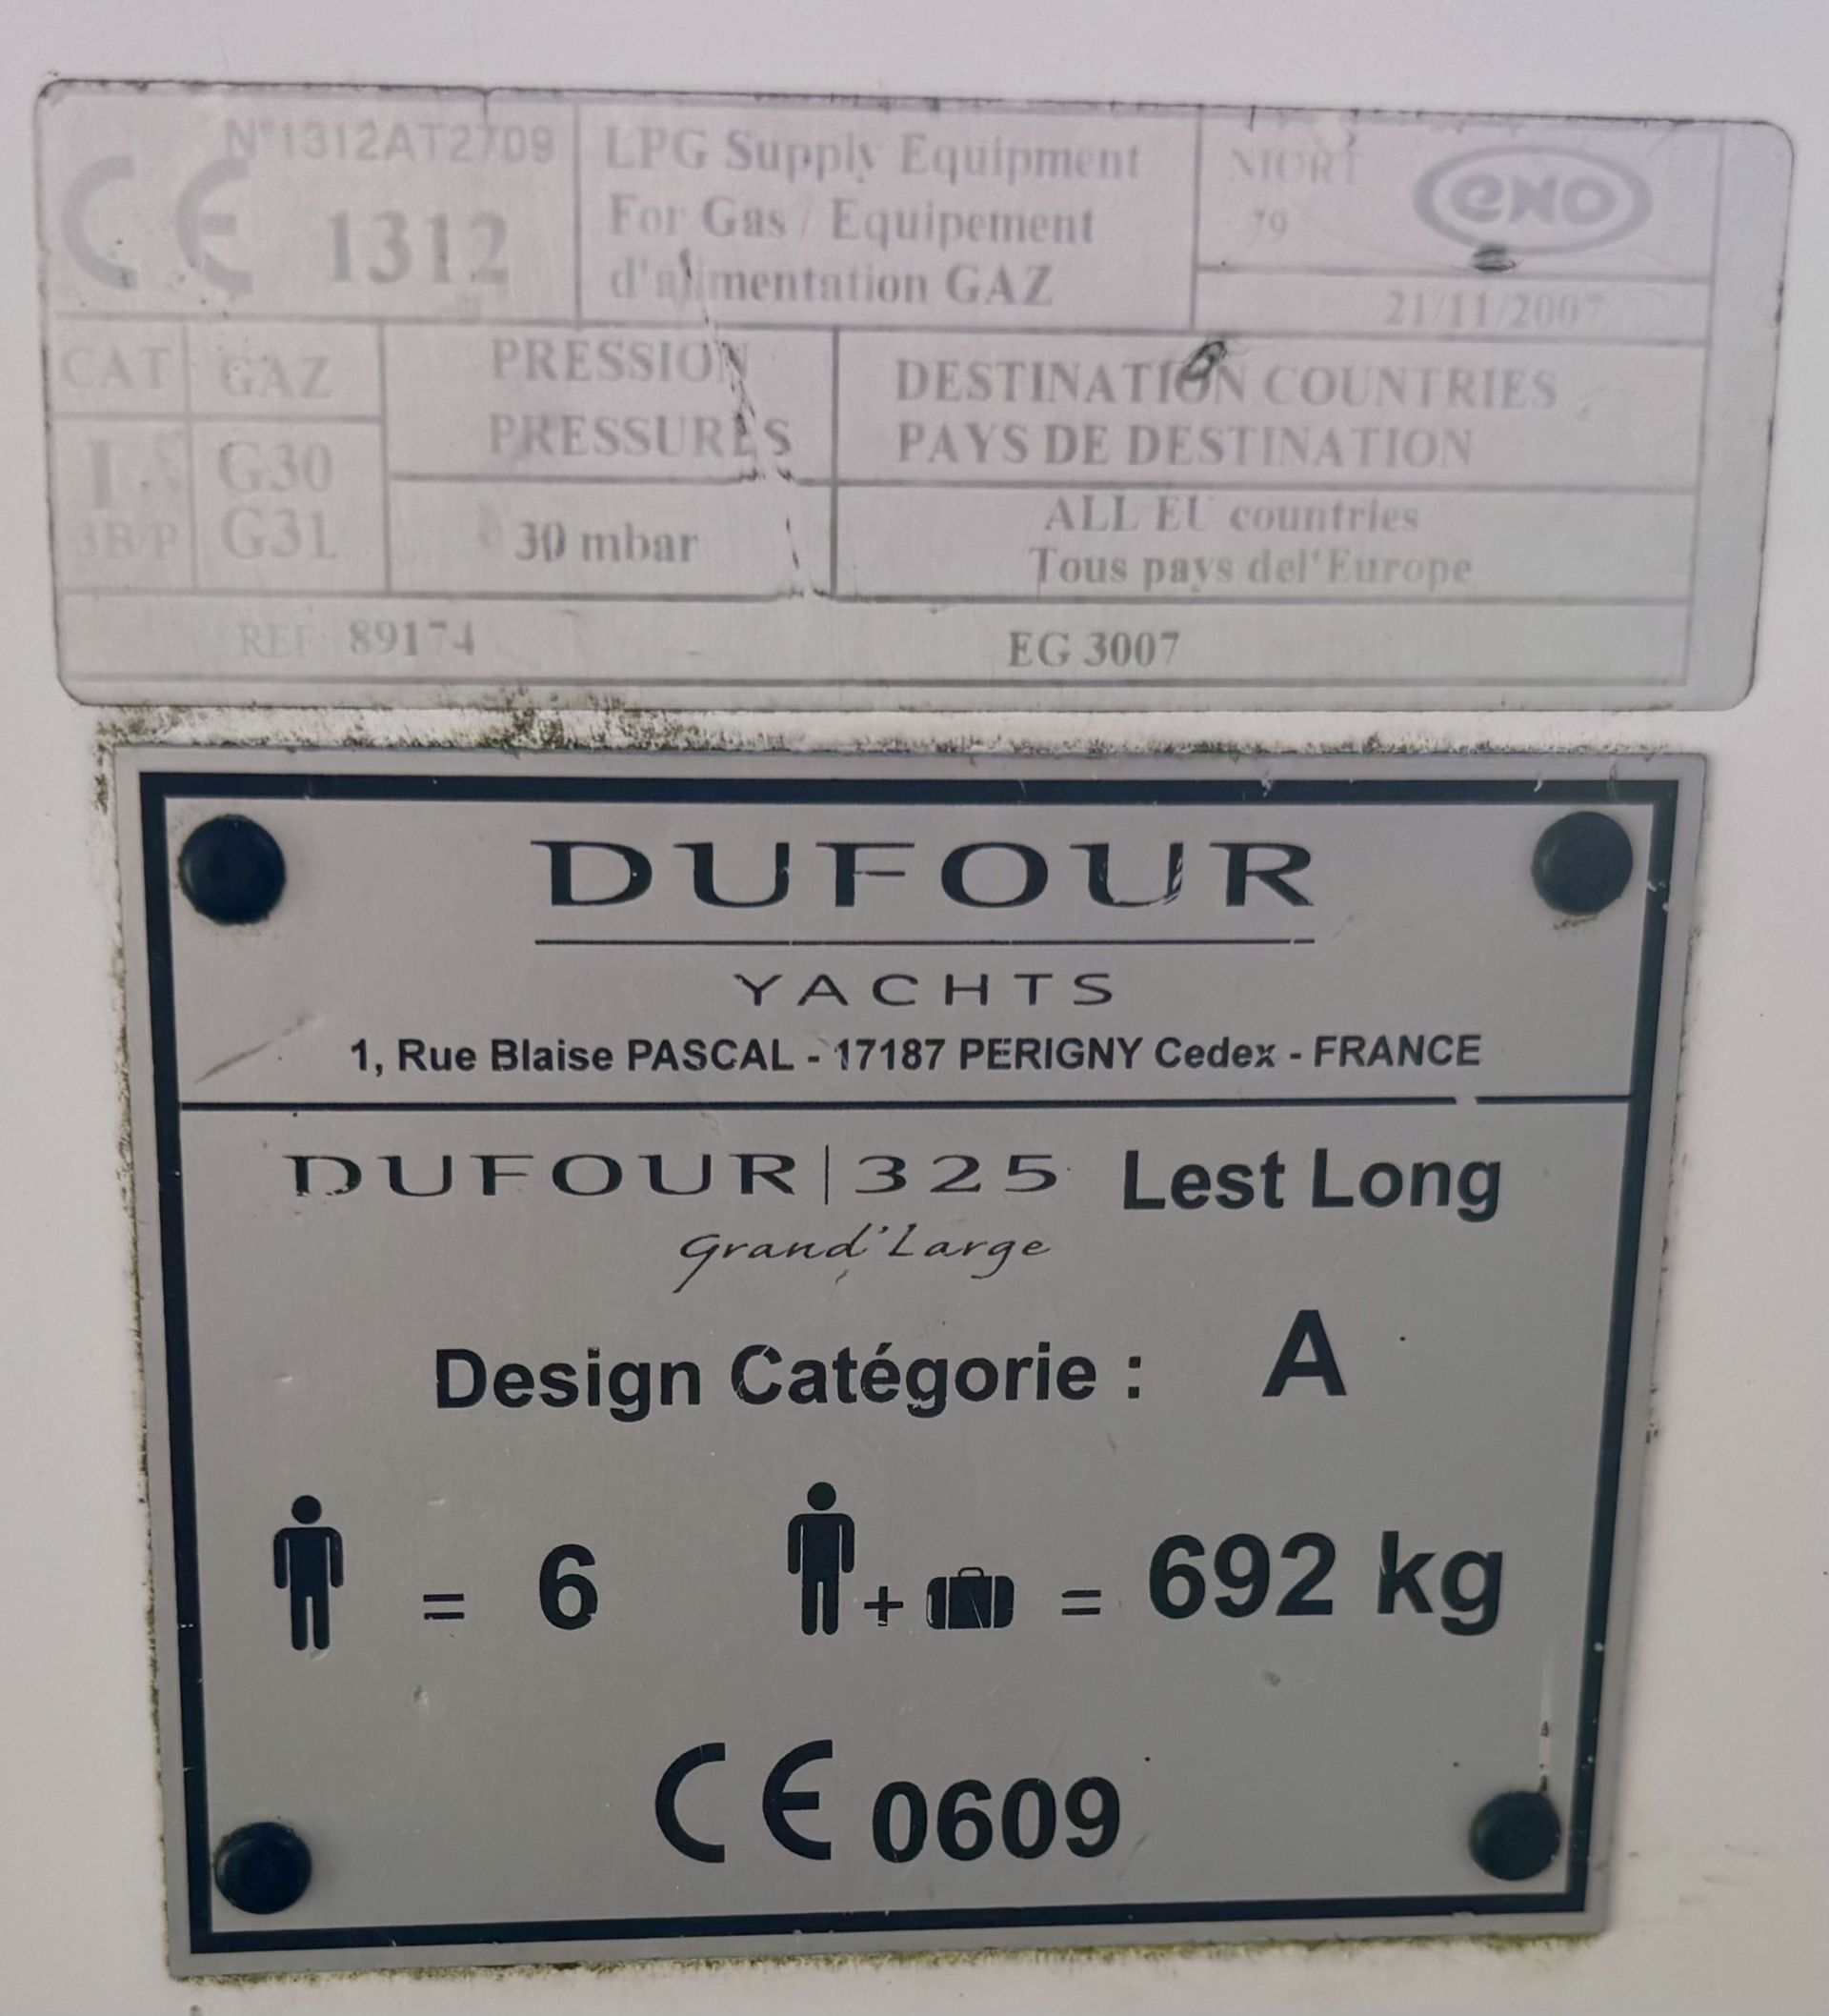 N°1312AT2709
CE 1312
LPG Supply Equipment
For Gas / Equipement
d'alimentation GAZ
NIORT
79
eno
21/11/2007
CAT
GAZ
PRESSION
PRESSURES
DESTINATION COUNTRIES
PAYS DE DESTINATION
3B/P
G30
G31
30 mbar
ALL EU countries
Tous pays del'Europe
REF 89174
EG 3007
DUFOUR
YACHTS
1, Rue Blaise PASCAL - 17187 PERIGNY Cedex - FRANCE
DUFOUR|325 Lest Long
Grand'Large
Design Catégorie : A
= 6
+ = 692 kg
CE 0609